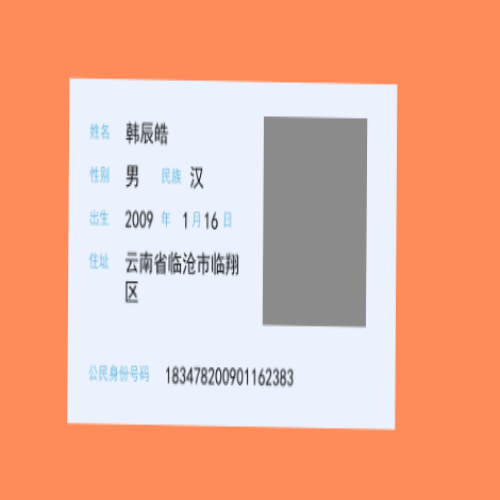 姓名 韩辰皓
性别 男 民族 汉
出生 2009 年 1 月 16 日
住址 云南省临沧市临翔
区
公民身份号码 183478200901162383